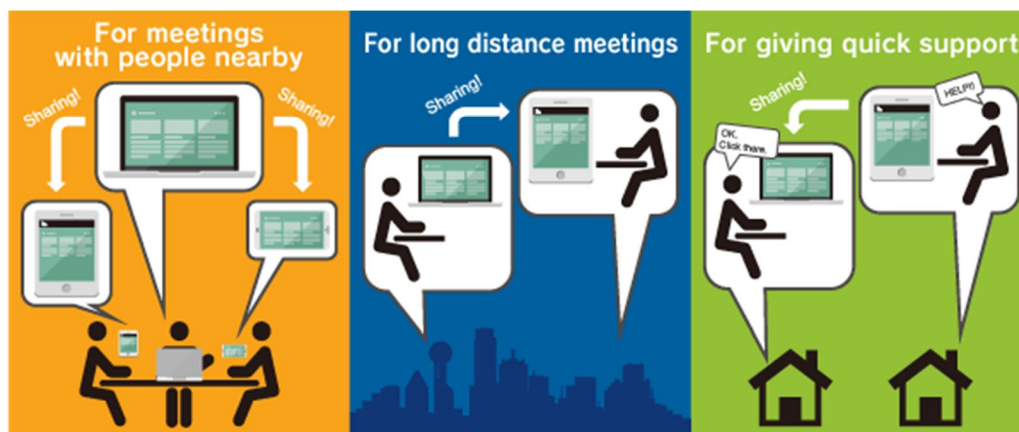 For meetings
with people nearby
Sharing!
Sharing!
For long distance meetings
Sharing!
For giving quick support
Sharing!
HELP!!
OK.
Click there.